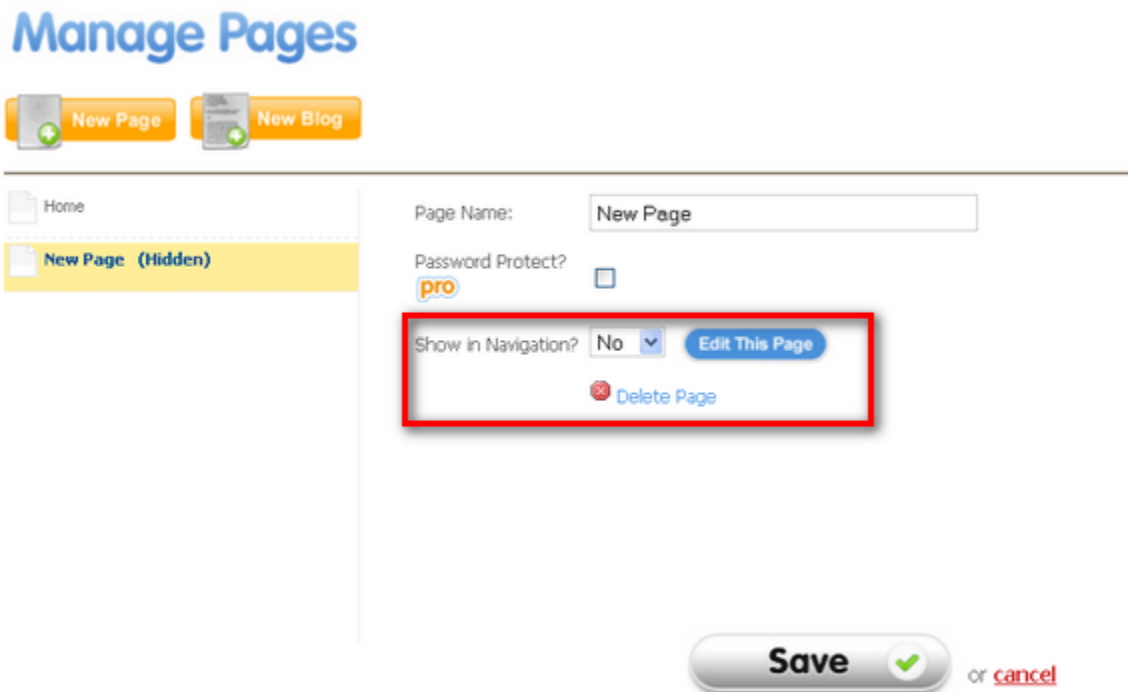 Manage Pages
New Page
New Blog
Home
New Page (Hidden)
Page Name: New Page
Password Protect?
pro
Show in Navigation? No Edit This Page
Delete Page
Save or cancel